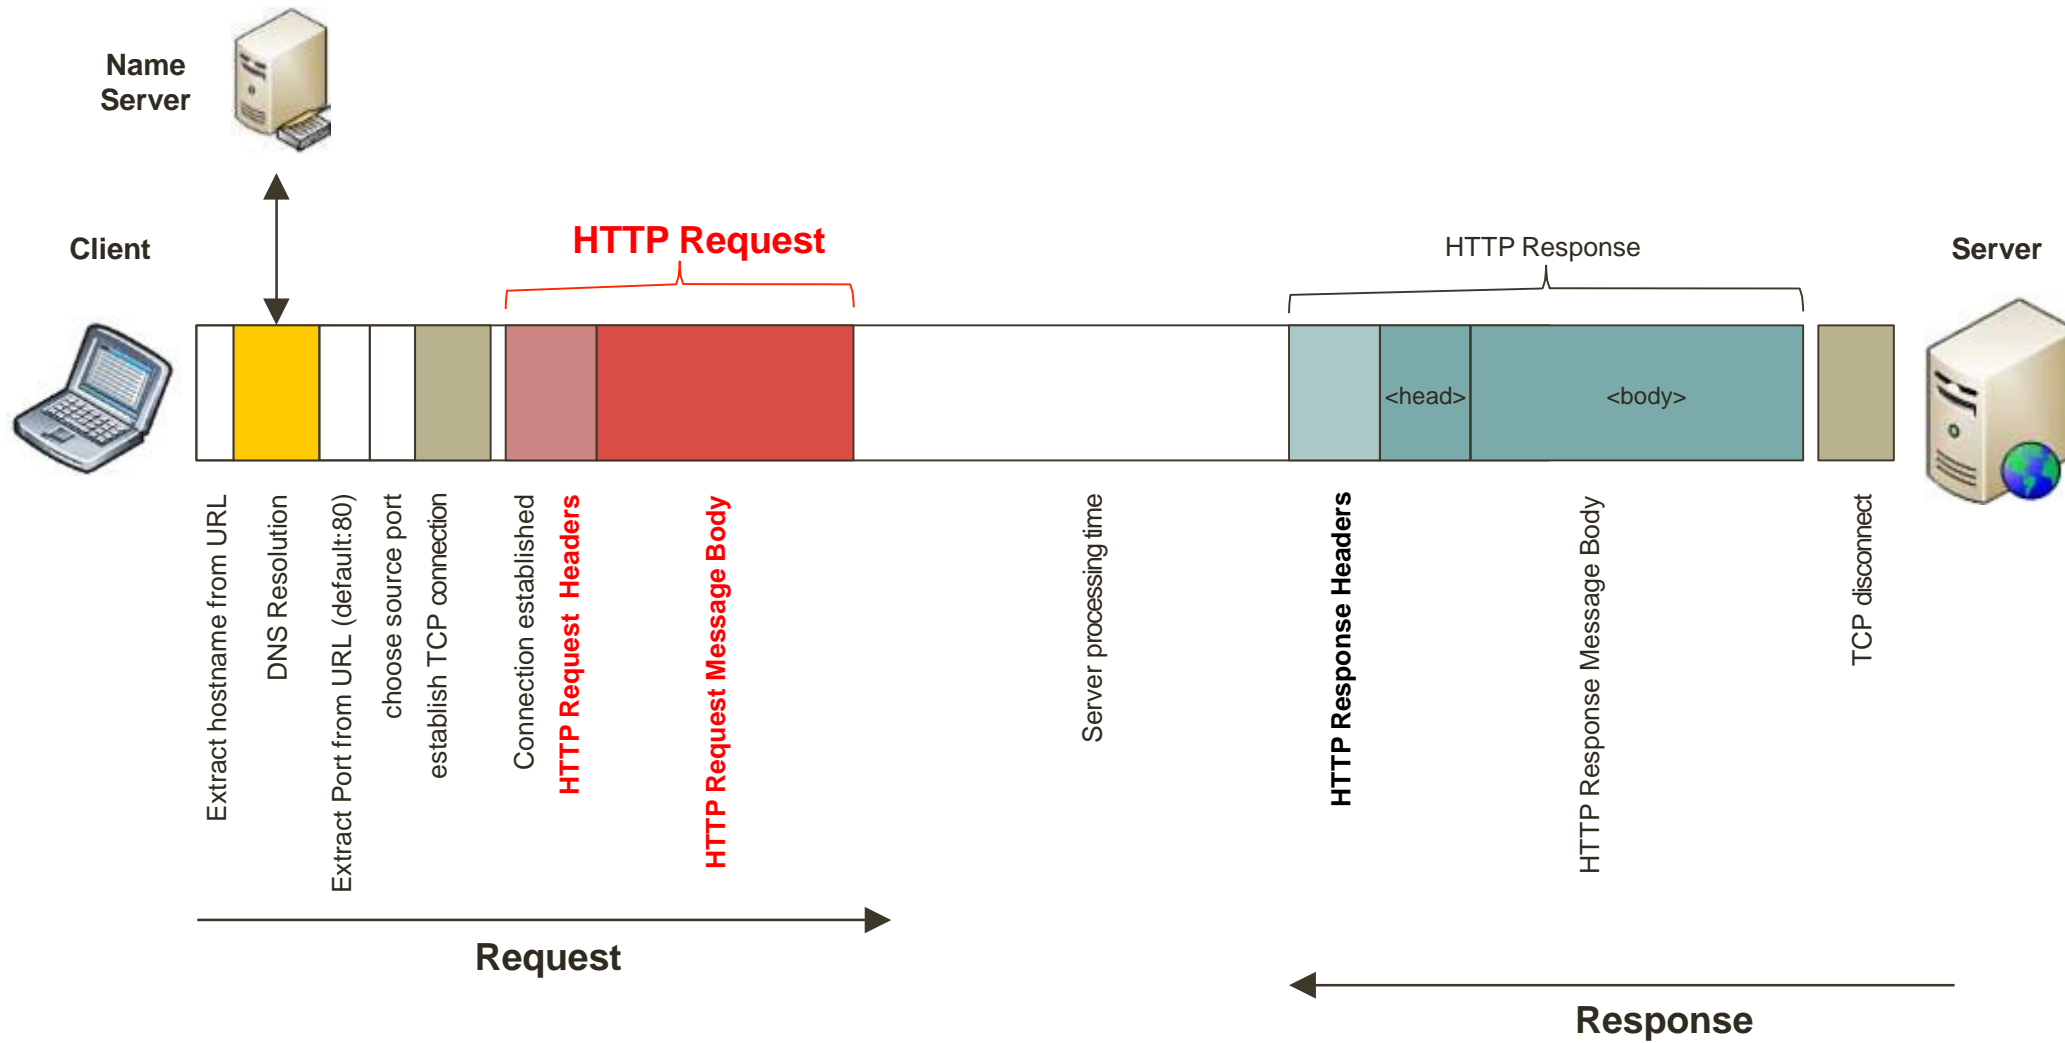 Name
Server
Client
HTTP Request
HTTP Response
Server
<head>
<body>
Extract hostname from URL
DNS Resolution
Extract Port from URL (default:80)
choose source port
establish TCP connection
Connection established
HTTP Request Headers
HTTP Request Message Body
Server processing time
HTTP Response Headers
HTTP Response Message Body
TCP disconnect
Request
Response